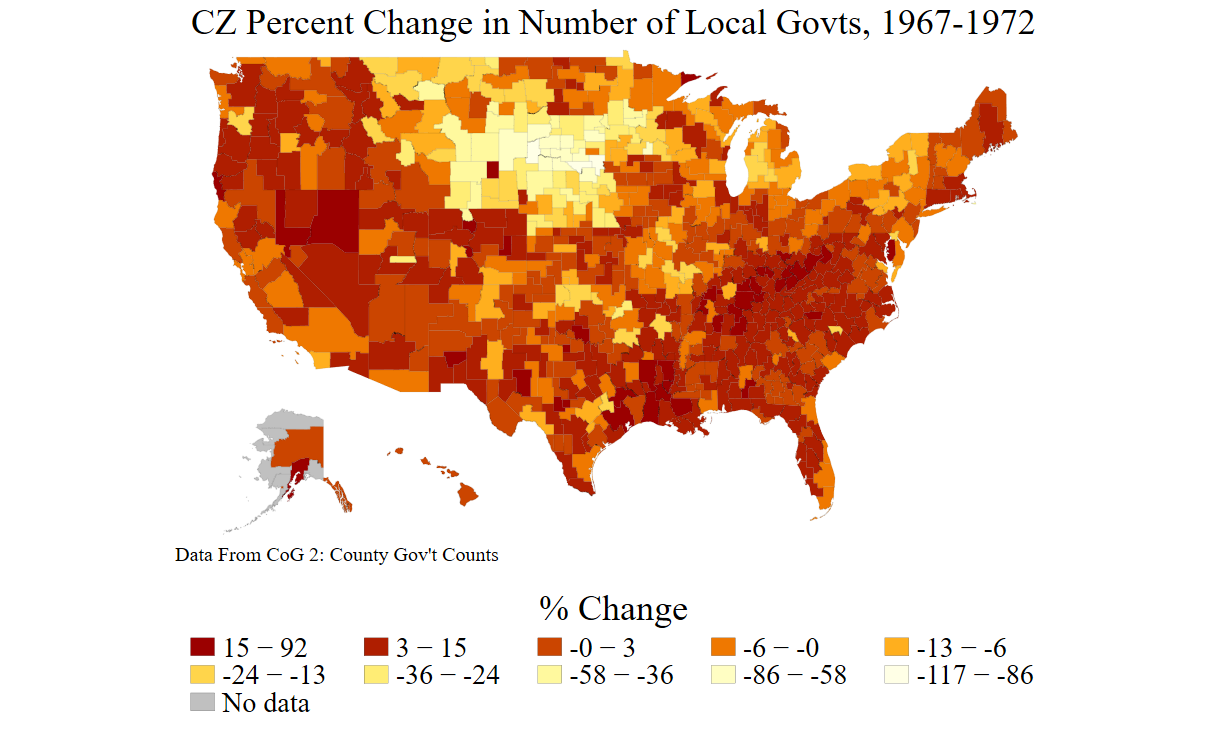 CZ Percent Change in Number of Local Govts, 1967-1972
Data From CoG 2: County Gov't Counts
% Change
15 − 92 3 − 15 -0 − 3 -6 − -0 -13 − -6
-24 − -13 -36 − -24 -58 − -36 -86 − -58 -117 − -86
No data